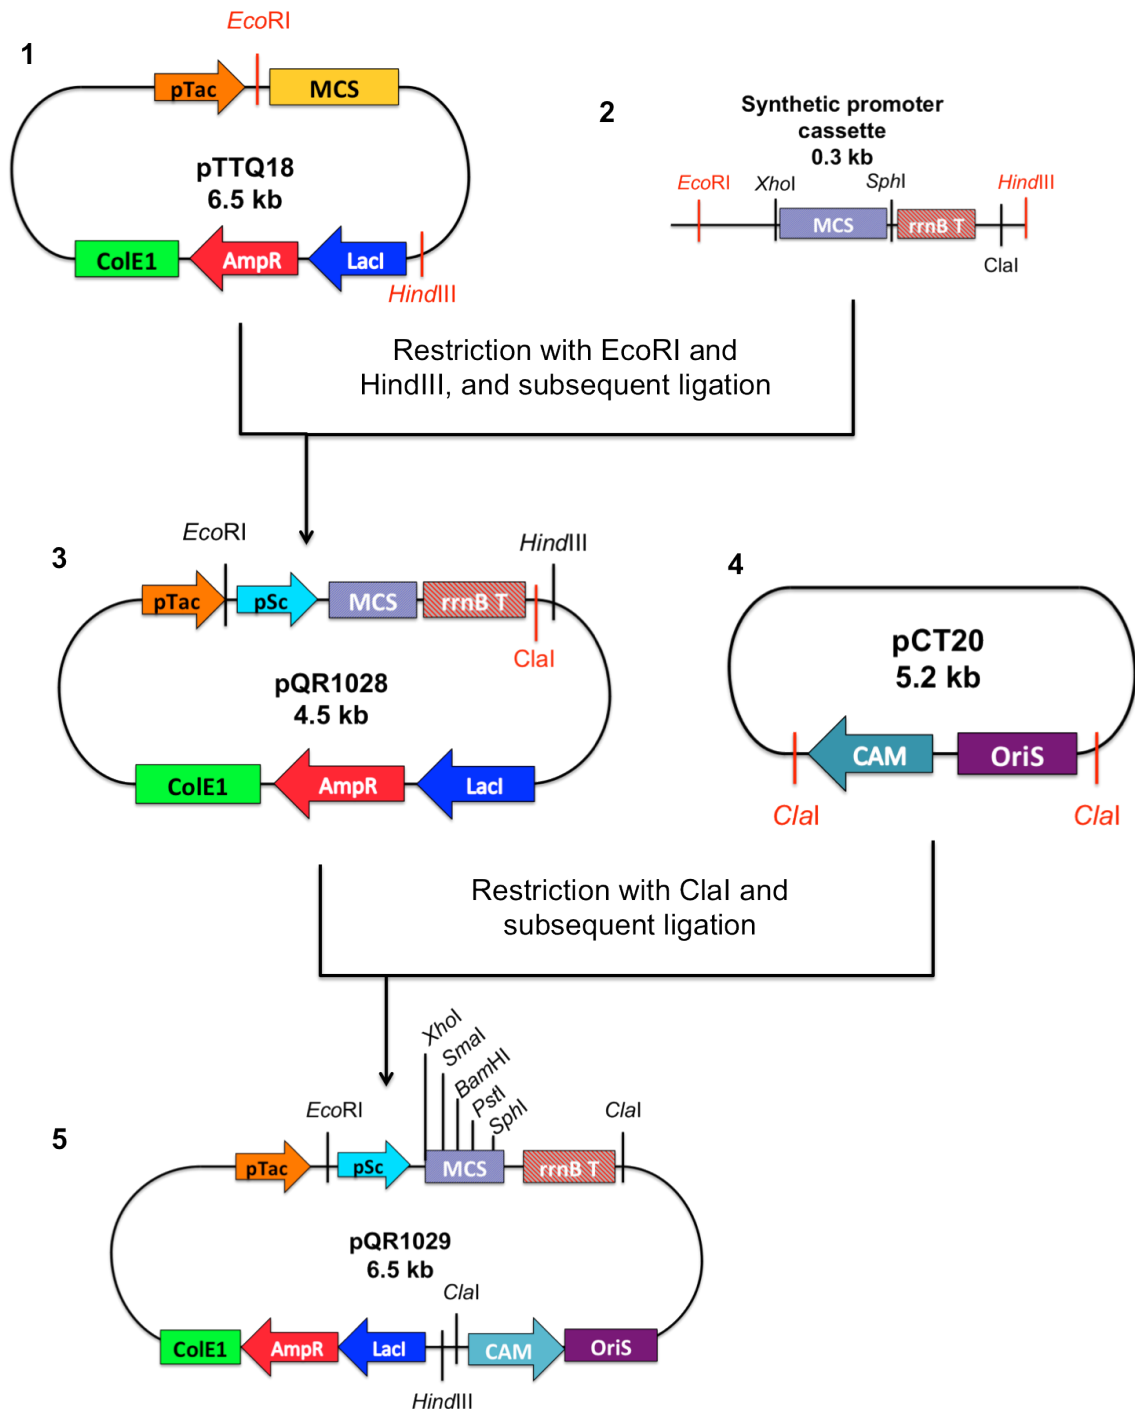 1
EcoRI
pTac
MCS
pTTQ18
6.5 kb
ColE1
AmpR
LacI
HindIII
2
Synthetic promoter
cassette
0.3 kb
EcoRI
XhoI
SphI
HindIII
MCS
rrnB T
ClaI
Restriction with EcoRI and
HindIII, and subsequent ligation
3
EcoRI
HindIII
pTac
pSc
MCS
rrnB T
ClaI
pQR1028
4.5 kb
ColE1
AmpR
LacI
4
pCT20
5.2 kb
CAM
OriS
ClaI
ClaI
Restriction with ClaI and
subsequent ligation
5
EcoRI
XhoI
SmaI
BamHI
PstI
SphI
ClaI
pTac
pSc
MCS
rrnB T
pQR1029
6.5 kb
ClaI
ColE1
AmpR
LacI
CAM
OriS
HindIII